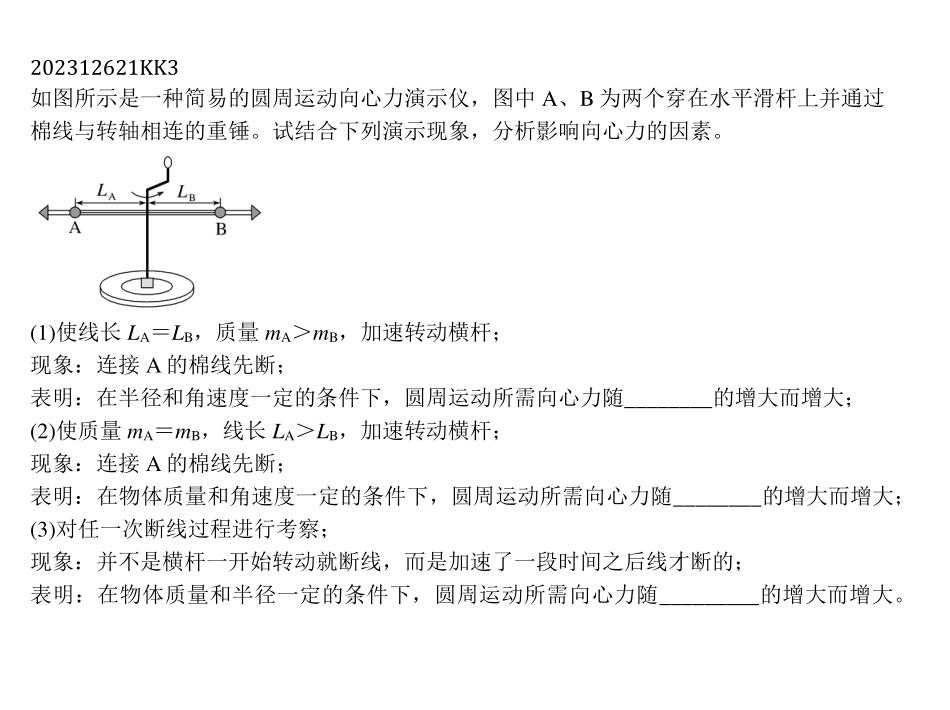 202312621KK3
如图所示是一种简易的圆周运动向心力演示仪，图中 A、B 为两个穿在水平滑杆上并通过
棉线与转轴相连的重锤。试结合下列演示现象，分析影响向心力的因素。
LA LB
A B
(1)使线长 LA＝LB，质量 mA＞mB，加速转动横杆；
现象：连接 A 的棉线先断；
表明：在半径和角速度一定的条件下，圆周运动所需向心力随________的增大而增大；
(2)使质量 mA＝mB，线长 LA＞LB，加速转动横杆；
现象：连接 A 的棉线先断；
表明：在物体质量和角速度一定的条件下，圆周运动所需向心力随________的增大而增大；
(3)对任一次断线过程进行考察；
现象：并不是横杆一开始转动就断线，而是加速了一段时间之后线才断的；
表明：在物体质量和半径一定的条件下，圆周运动所需向心力随_________的增大而增大。